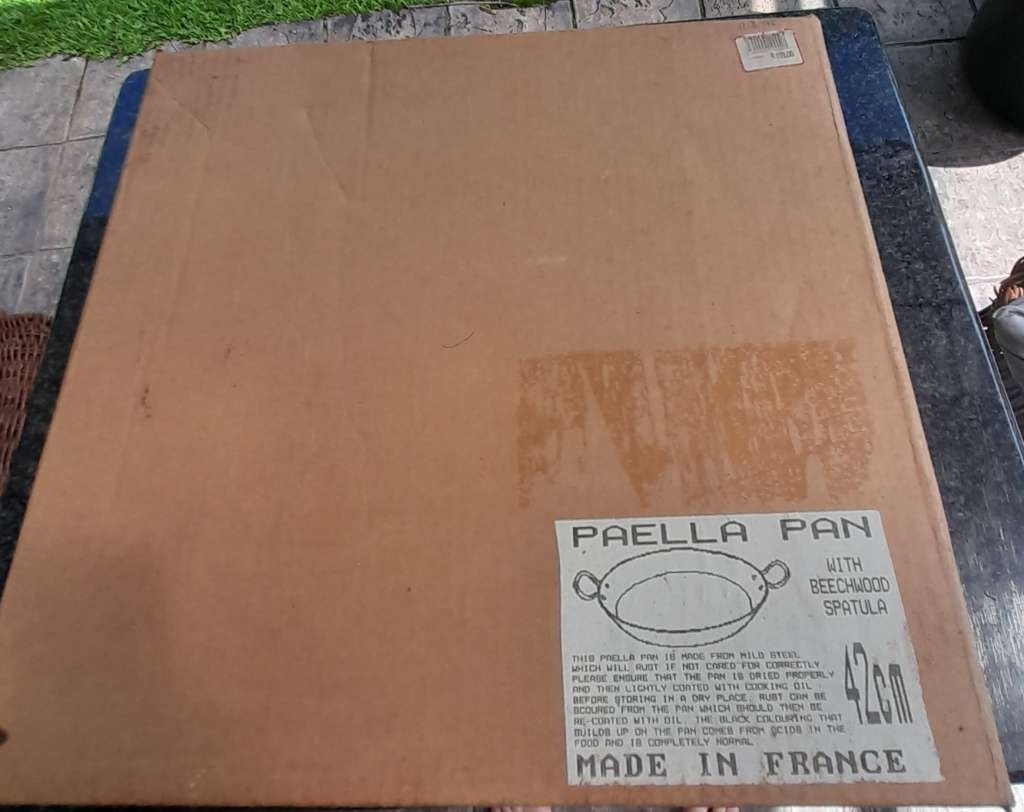 PAELLA PAN
WITH
BEECHWOOD
SPATULA
42cm
THIS PAELLA PAN IS MADE FROM MILD STEEL
WHICH WILL RUST IF NOT CARED FOR CORRECTLY
PLEASE ENSURE THAT THE PAN IS DRIED PROPERLY
AND THEN LIGHTLY COATED WITH COOKING OIL
BEFORE STORING IN A DRY PLACE. RUST CAN BE
SCOURED FROM THE PAN WHICH SHOULD THEN BE
RE-COATED WITH OIL. THE BLACK COLOURING THAT
BUILDS UP ON THE PAN COMES FROM ACIDS IN THE
FOOD AND IS COMPLETELY NORMAL.
MADE IN FRANCE